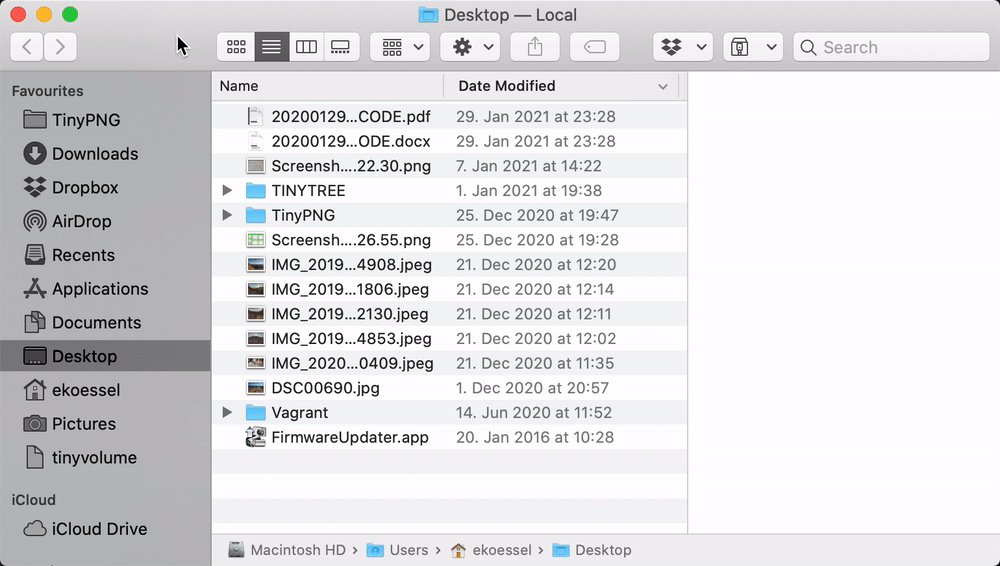 Desktop — Local
Search
Favourites
TinyPNG
Downloads
Dropbox
AirDrop
Recents
Applications
Documents
Desktop
ekoessel
Pictures
tinyvolume
iCloud
iCloud Drive
Name Date Modified
20200129...CODE.pdf 29. Jan 2021 at 23:28
20200129...ODE.docx 29. Jan 2021 at 23:28
Screensh....22.30.png 7. Jan 2021 at 14:22
TINYTREE 1. Jan 2021 at 19:38
TinyPNG 25. Dec 2020 at 19:47
Screensh....26.55.png 25. Dec 2020 at 19:28
IMG_2019...4908.jpeg 21. Dec 2020 at 12:20
IMG_2019...1806.jpeg 21. Dec 2020 at 12:14
IMG_2019...2130.jpeg 21. Dec 2020 at 12:11
IMG_2019...4853.jpeg 21. Dec 2020 at 12:02
IMG_2020...0409.jpeg 21. Dec 2020 at 11:35
DSC00690.jpg 1. Dec 2020 at 20:57
Vagrant 14. Jun 2020 at 11:52
FirmwareUpdater.app 20. Jan 2016 at 10:28
Macintosh HD › Users › ekoessel › Desktop